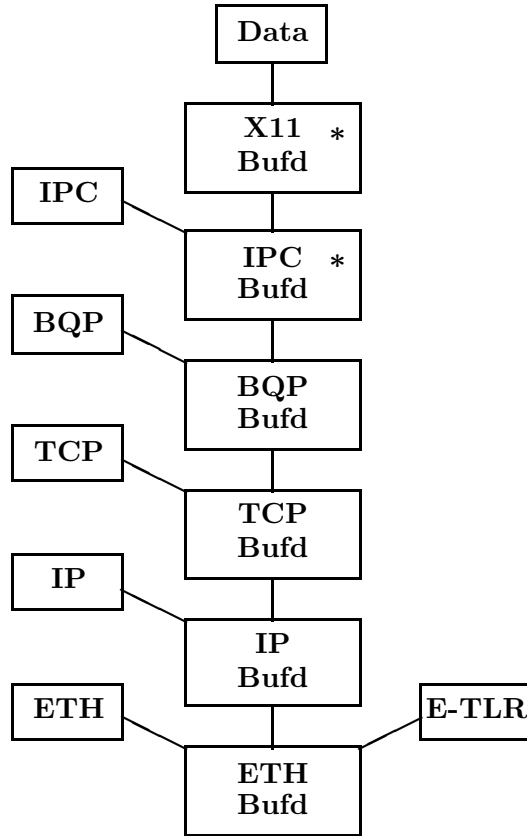 Data
X11 *
Bufd
IPC
IPC *
Bufd
BQP
BQP
Bufd
TCP
TCP
Bufd
IP
IP
Bufd
ETH
E-TLR
ETH
Bufd